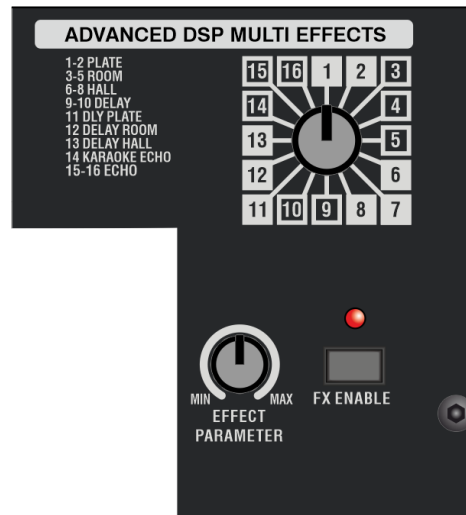 ADVANCED DSP MULTI EFFECTS
1-2 PLATE
3-5 ROOM
6-8 HALL
9-10 DELAY
11 DLY PLATE
12 DELAY ROOM
13 DELAY HALL
14 KARAOKE ECHO
15-16 ECHO
15 16 1 2 3
14 4
13 5
12 6
11 10 9 8 7
MIN MAX
EFFECT
PARAMETER
FX ENABLE